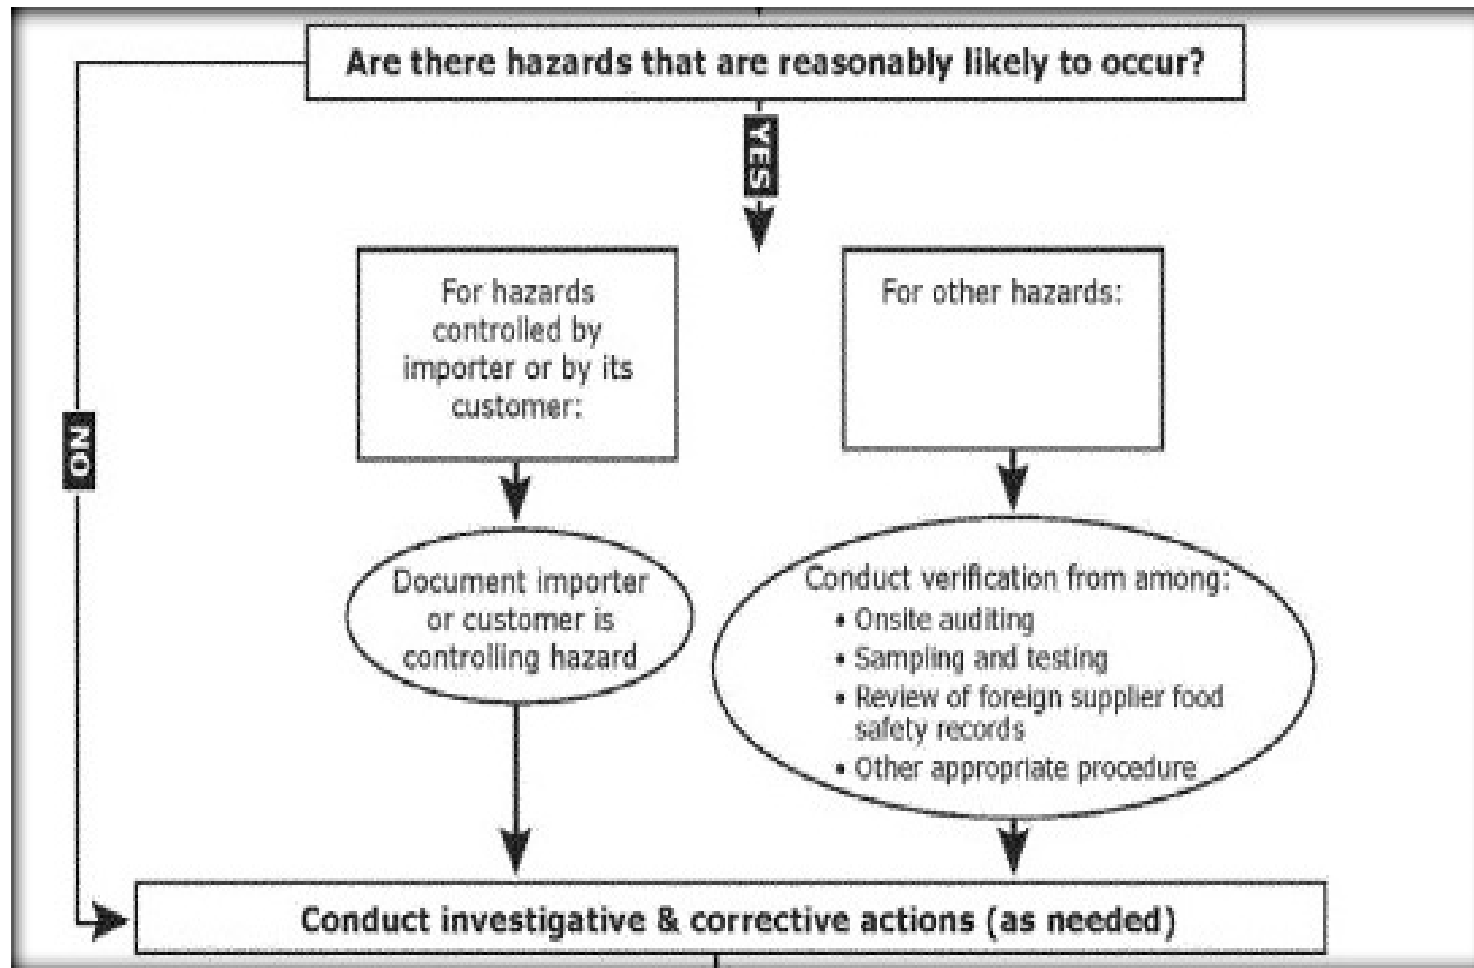 Are there hazards that are reasonably likely to occur?
YES
For hazards
controlled by
importer or by its
customer:
For other hazards:
NO
Document importer
or customer is
controlling hazard
Conduct verification from among:
• Onsite auditing
• Sampling and testing
• Review of foreign supplier food
safety records
• Other appropriate procedure
Conduct investigative & corrective actions (as needed)